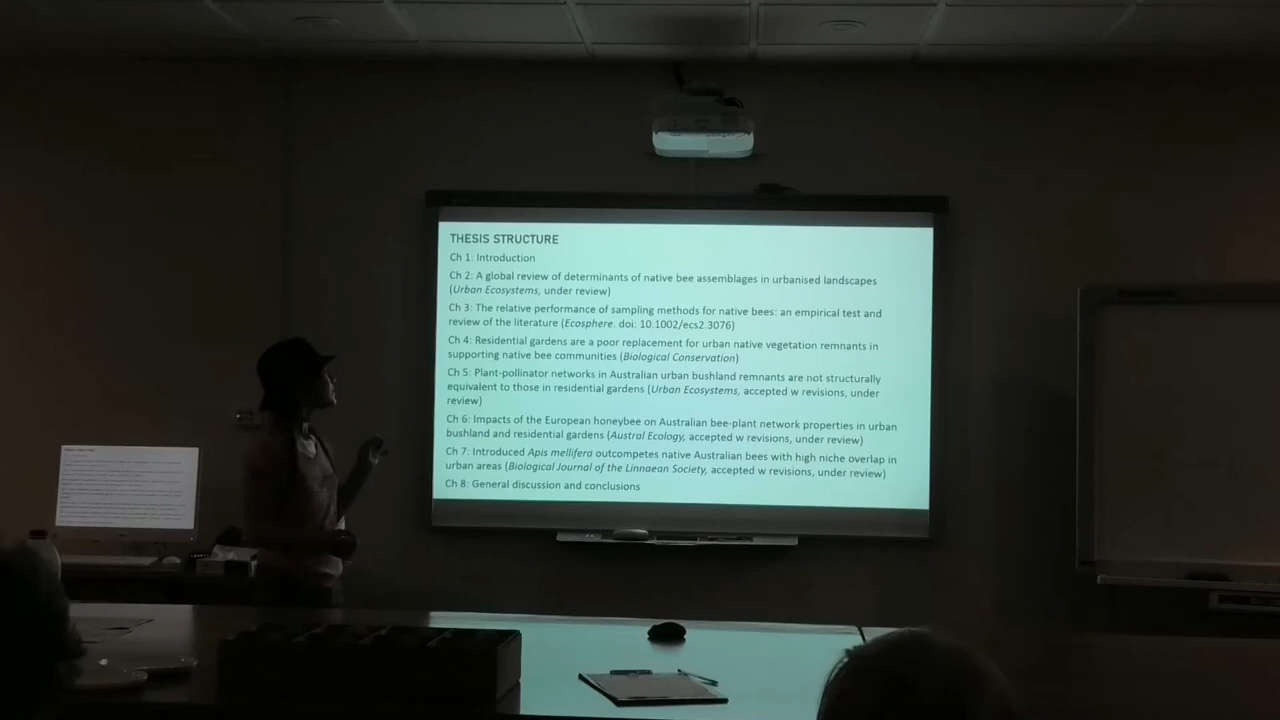 THESIS STRUCTURE
Ch 1: Introduction
Ch 2: A global review of determinants of native bee assemblages in urbanised landscapes
(Urban Ecosystems, under review)
Ch 3: The relative performance of sampling methods for native bees: an empirical test and
review of the literature (Ecosphere. doi: 10.1002/ecs2.3076)
Ch 4: Residential gardens are a poor replacement for urban native vegetation remnants in
supporting native bee communities (Biological Conservation)
Ch 5: Plant-pollinator networks in Australian urban bushland remnants are not structurally
equivalent to those in residential gardens (Urban Ecosystems, accepted w revisions, under
review)
Ch 6: Impacts of the European honeybee on Australian bee-plant network properties in urban
bushland and residential gardens (Austral Ecology, accepted w revisions, under review)
Ch 7: Introduced Apis mellifera outcompetes native Australian bees with high niche overlap in
urban areas (Biological Journal of the Linnaean Society, accepted w revisions, under review)
Ch 8: General discussion and conclusions